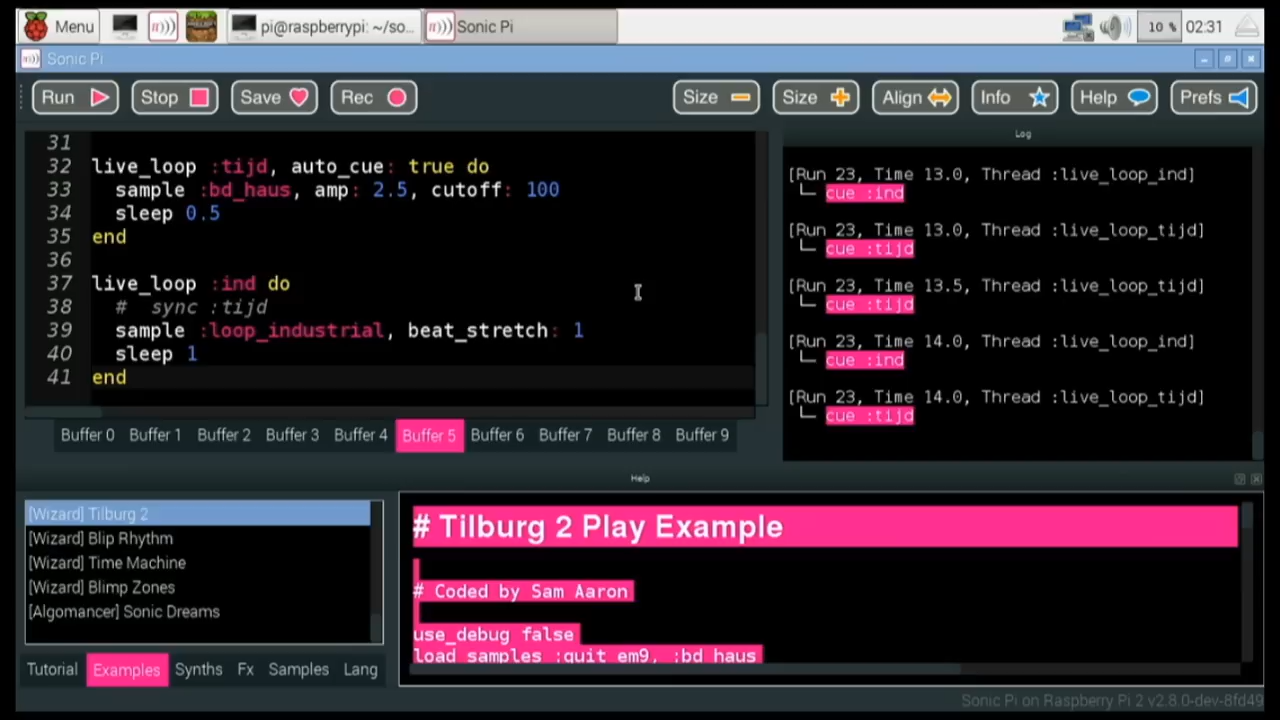 Menu
pi@raspberrypi: ~/so...
Sonic Pi
10 %
02:31
Sonic Pi
Run
Stop
Save
Rec
Size
Size
Align
Info
Help
Prefs
31
32 live_loop :tijd, auto_cue: true do
33 sample :bd_haus, amp: 2.5, cutoff: 100
34 sleep 0.5
35 end
36
37 live_loop :ind do
38 #  sync :tijd
39 sample :loop_industrial, beat_stretch: 1
40 sleep 1
41 end
Buffer 0 Buffer 1 Buffer 2 Buffer 3 Buffer 4 Buffer 5 Buffer 6 Buffer 7 Buffer 8 Buffer 9
Log
[Run 23, Time 13.0, Thread :live_loop_ind]
cue :ind
[Run 23, Time 13.0, Thread :live_loop_tijd]
cue :tijd
[Run 23, Time 13.5, Thread :live_loop_tijd]
cue :tijd
[Run 23, Time 14.0, Thread :live_loop_ind]
cue :ind
[Run 23, Time 14.0, Thread :live_loop_tijd]
cue :tijd
Help
[Wizard] Tilburg 2
[Wizard] Blip Rhythm
[Wizard] Time Machine
[Wizard] Blimp Zones
[Algomancer] Sonic Dreams
Tutorial Examples Synths Fx Samples Lang
# Tilburg 2 Play Example
# Coded by Sam Aaron
use_debug false
load_samples :guit_em9, :bd_haus
Sonic Pi on Raspberry Pi 2 v2.8.0-dev-8fd49